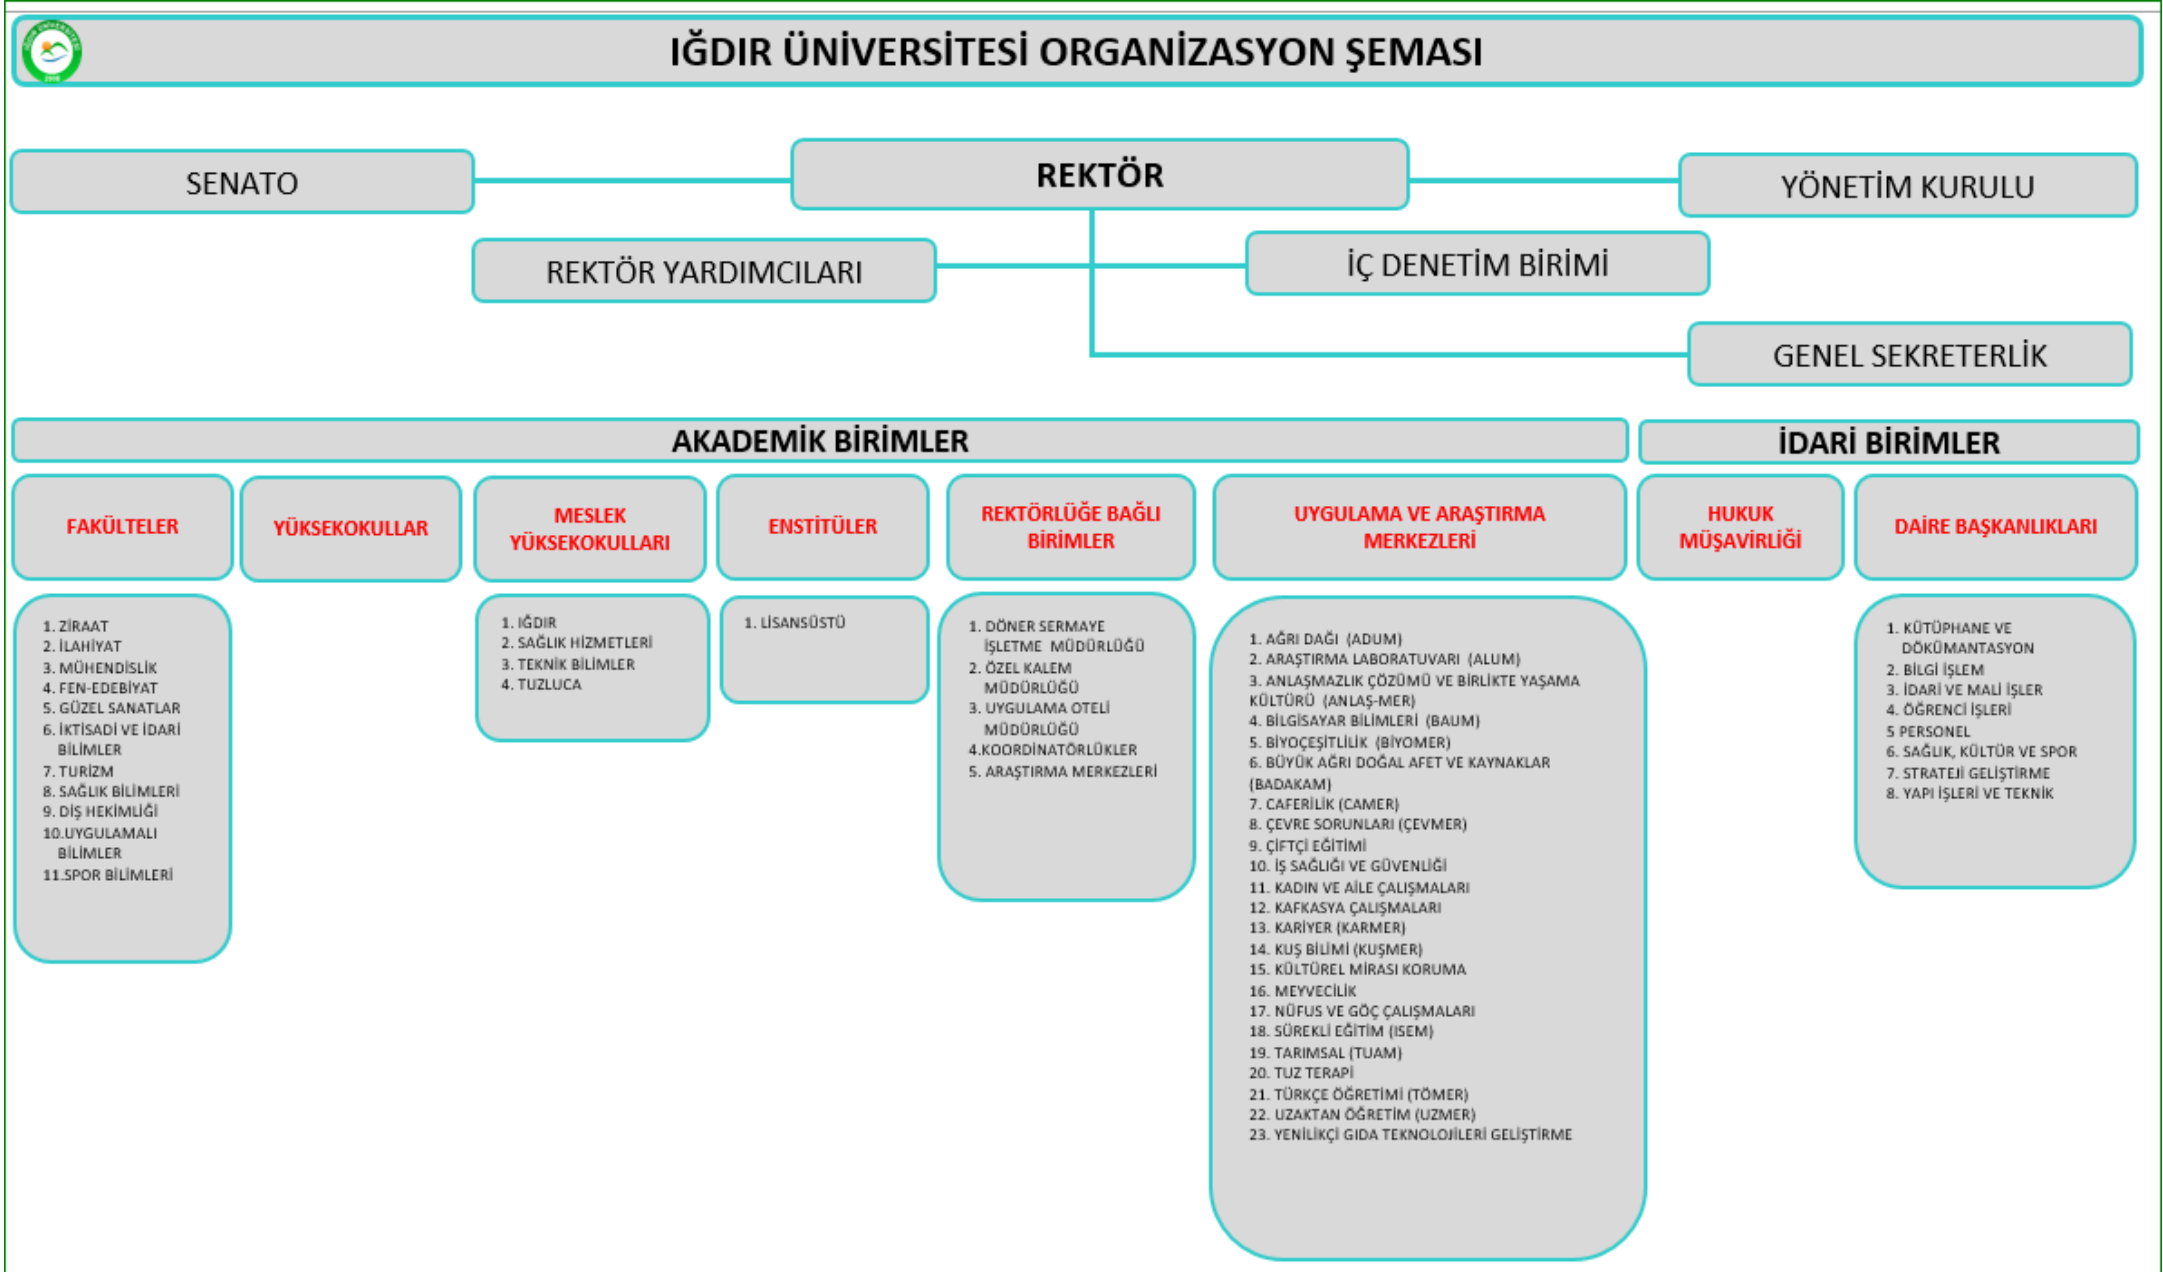 IĞDIR ÜNİVERSİTESİ ORGANİZASYON ŞEMASI
SENATO
REKTÖR
YÖNETİM KURULU
REKTÖR YARDIMCILARI
İÇ DENETİM BİRİMİ
GENEL SEKRETERLİK
AKADEMİK BİRİMLER
İDARİ BİRİMLER
FAKÜLTELER
YÜKSEKOKULLAR
MESLEK
YÜKSEKOKULLARI
ENSTİTÜLER
REKTÖRLÜĞE BAĞLI
BİRİMLER
UYGULAMA VE ARAŞTIRMA
MERKEZLERİ
HUKUK
MÜŞAVİRLİĞİ
DAİRE BAŞKANLIKLARI
1. ZİRAAT
2. İLAHİYAT
3. MÜHENDİSLİK
4. FEN-EDEBİYAT
5. GÜZEL SANATLAR
6. İKTİSADİ VE İDARİ
BİLİMLER
7. TURİZM
8. SAĞLIK BİLİMLERİ
9. DİŞ HEKİMLİĞİ
10.UYGULAMALI
BİLİMLER
11.SPOR BİLİMLERİ
1. IĞDIR
2. SAĞLIK HİZMETLERİ
3. TEKNİK BİLİMLER
4. TUZLUCA
1. LİSANSÜSTÜ
1. DÖNER SERMAYE
İŞLETME MÜDÜRLÜĞÜ
2. ÖZEL KALEM
MÜDÜRLÜĞÜ
3. UYGULAMA OTELİ
MÜDÜRLÜĞÜ
4.KOORDİNATÖRLÜKLER
5. ARAŞTIRMA MERKEZLERİ
1. AĞRI DAĞI (ADUM)
2. ARAŞTIRMA LABORATUVARI (ALUM)
3. ANLAŞMAZLIK ÇÖZÜMÜ VE BİRLİKTE YAŞAMA
KÜLTÜRÜ (ANLAŞ-MER)
4. BİLGİSAYAR BİLİMLERİ (BAUM)
5. BİYOÇEŞİTLİLİK (BİYOMER)
6. BÜYÜK AĞRI DOĞAL AFET VE KAYNAKLAR
(BADAKAM)
7. CAFERİLİK (CAMER)
8. ÇEVRE SORUNLARI (ÇEVMER)
9. ÇİFTÇİ EĞİTİMİ
10. İŞ SAĞLIĞI VE GÜVENLİĞİ
11. KADIN VE AİLE ÇALIŞMALARI
12. KAFKASYA ÇALIŞMALARI
13. KARİYER (KARMER)
14. KUŞ BİLİMİ (KUŞMER)
15. KÜLTÜREL MİRASI KORUMA
16. MEYVECİLİK
17. NÜFUS VE GÖÇ ÇALIŞMALARI
18. SÜREKLİ EĞİTİM (ISEM)
19. TARIMSAL (TUAM)
20. TUZ TERAPİ
21. TÜRKÇE ÖĞRETİMİ (TÖMER)
22. UZAKTAN ÖĞRETİM (UZMER)
23. YENİLİKÇİ GIDA TEKNOLOJİLERİ GELİŞTİRME
1. KÜTÜPHANE VE
DÖKÜMANTASYON
2. BİLGİ İŞLEM
3. İDARİ VE MALİ İŞLER
4. ÖĞRENCİ İŞLERİ
5 PERSONEL
6. SAĞLIK, KÜLTÜR VE SPOR
7. STRATEJİ GELİŞTİRME
8. YAPI İŞLERİ VE TEKNİK